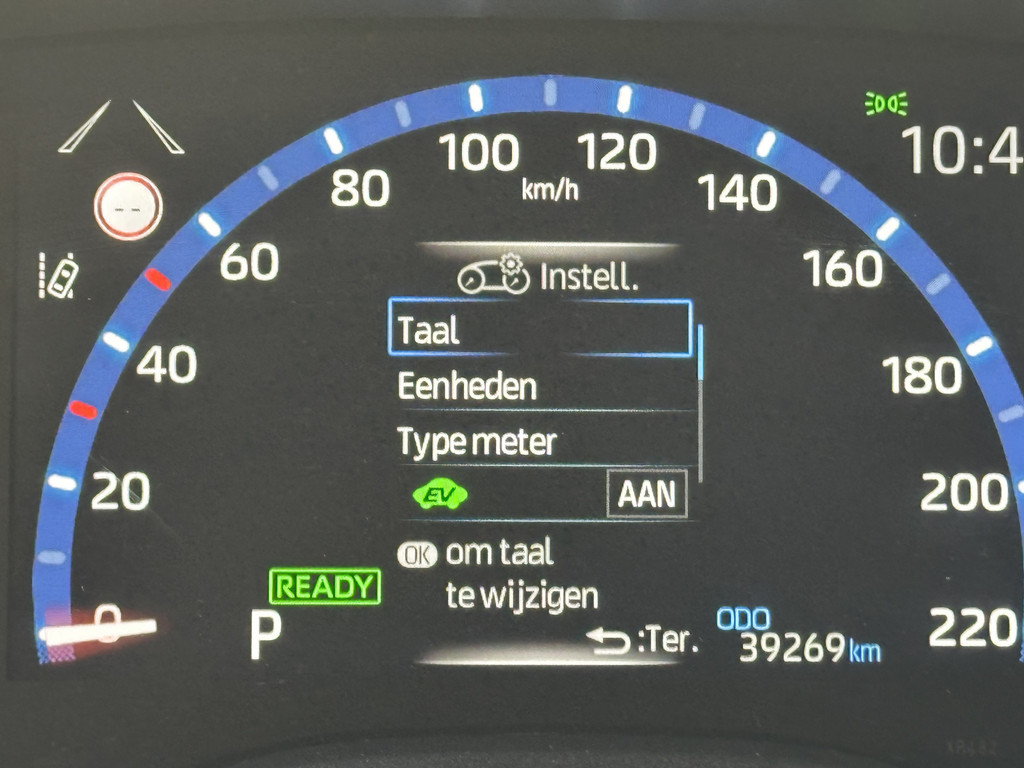 100 120
10:4
km/h
80 140
60 160
Instell.
Taal
40 180
Eenheden
Type meter
20 200
EV AAN
OK om taal
READY te wijzigen
0 P :Ter. ODO 220
39269 km